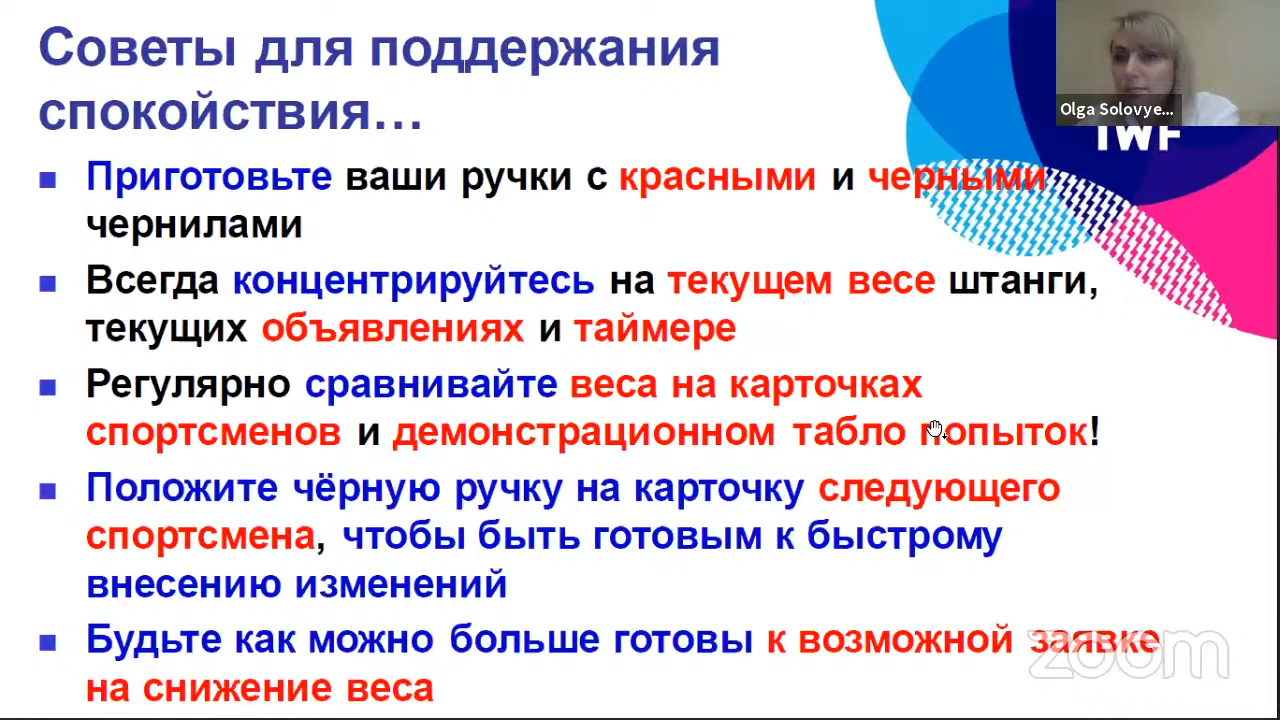 Советы для поддержания
спокойствия...
Olga Solovye...
IWF
Приготовьте ваши ручки с красными и черными
чернилами
Всегда концентрируйтесь на текущем весе штанги,
текущих объявлениях и таймере
Регулярно сравнивайте веса на карточках
спортсменов и демонстрационном табло попыток!
Положите чёрную ручку на карточку следующего
спортсмена, чтобы быть готовым к быстрому
внесению изменений
Будьте как можно больше готовы к возможной заявке
на снижение веса
zoom